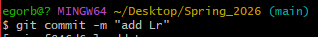 egorb@? MINGW64 ~/Desktop/Spring_2026 (main)
$ git commit -m "add Lr"